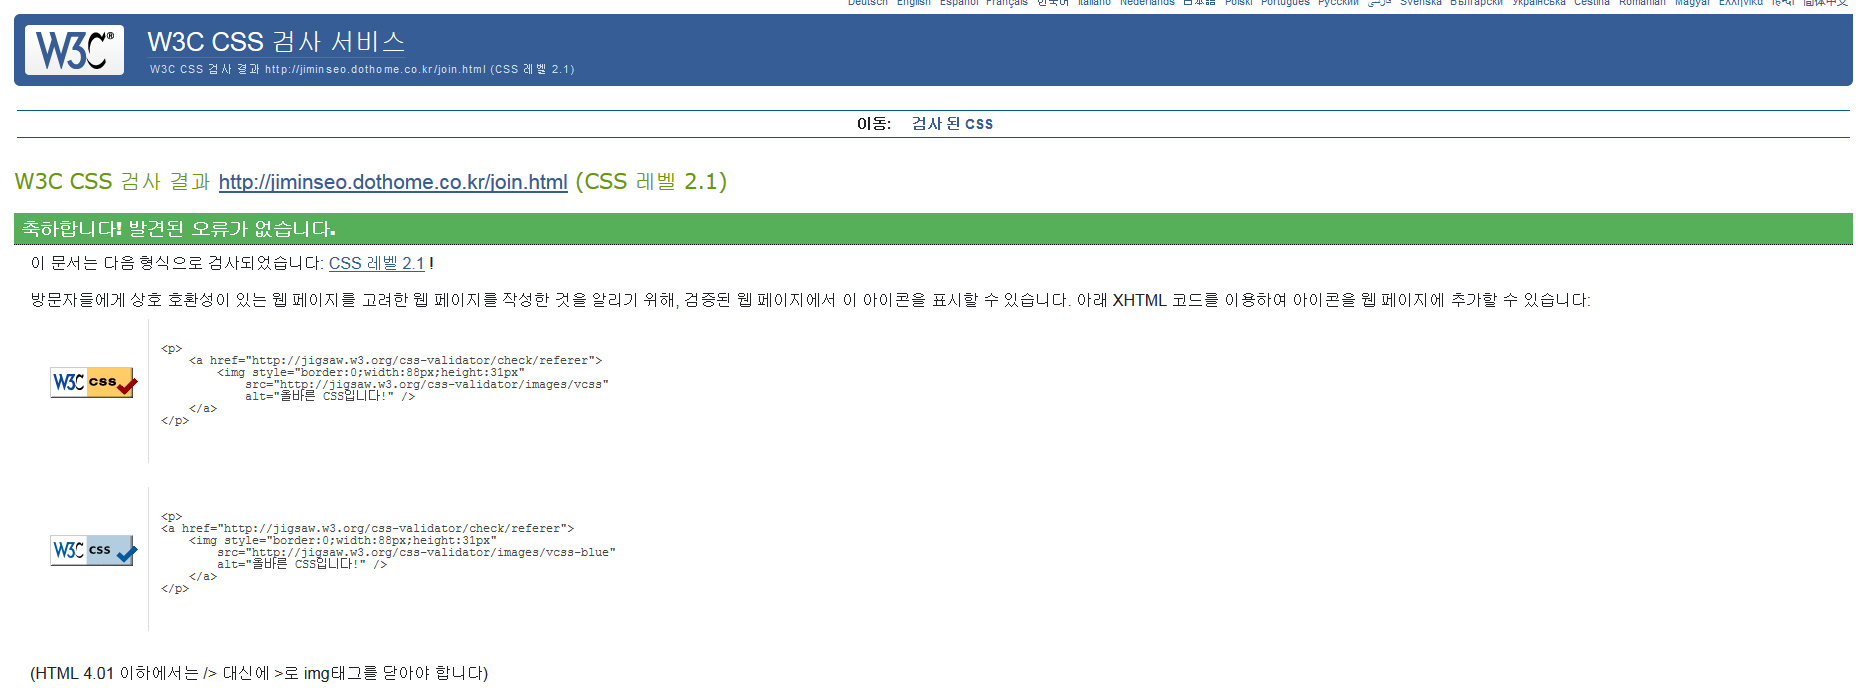 Deutsch English Español Français 한국어 Italiano Nederlands 日本語 Polski Português Русский فارسی Svenska Български Українська Čeština Romanian Magyar Ελληνικά हिन्दी 简体中文
W3C®
W3C CSS 검사 서비스
W3C CSS 검사 결과 http://jiminseo.dothome.co.kr/join.html (CSS 레벨 2.1)
이동: 검사 된 CSS
W3C CSS 검사 결과 http://jiminseo.dothome.co.kr/join.html (CSS 레벨 2.1)
축하합니다! 발견된 오류가 없습니다.
이 문서는 다음 형식으로 검사되었습니다: CSS 레벨 2.1 !
방문자들에게 상호 호환성이 있는 웹 페이지를 고려한 웹 페이지를 작성한 것을 알리기 위해, 검증된 웹 페이지에서 이 아이콘을 표시할 수 있습니다. 아래 XHTML 코드를 이용하여 아이콘을 웹 페이지에 추가할 수 있습니다:
W3C css
<p>
<a href="http://jigsaw.w3.org/css-validator/check/referer">
<img style="border:0;width:88px;height:31px"
src="http://jigsaw.w3.org/css-validator/images/vcss"
alt="올바른 CSS입니다!" />
</a>
</p>
W3C css
<p>
<a href="http://jigsaw.w3.org/css-validator/check/referer">
<img style="border:0;width:88px;height:31px"
src="http://jigsaw.w3.org/css-validator/images/vcss-blue"
alt="올바른 CSS입니다!" />
</a>
</p>
(HTML 4.01 이하에서는 /> 대신에 >로 img태그를 닫아야 합니다)